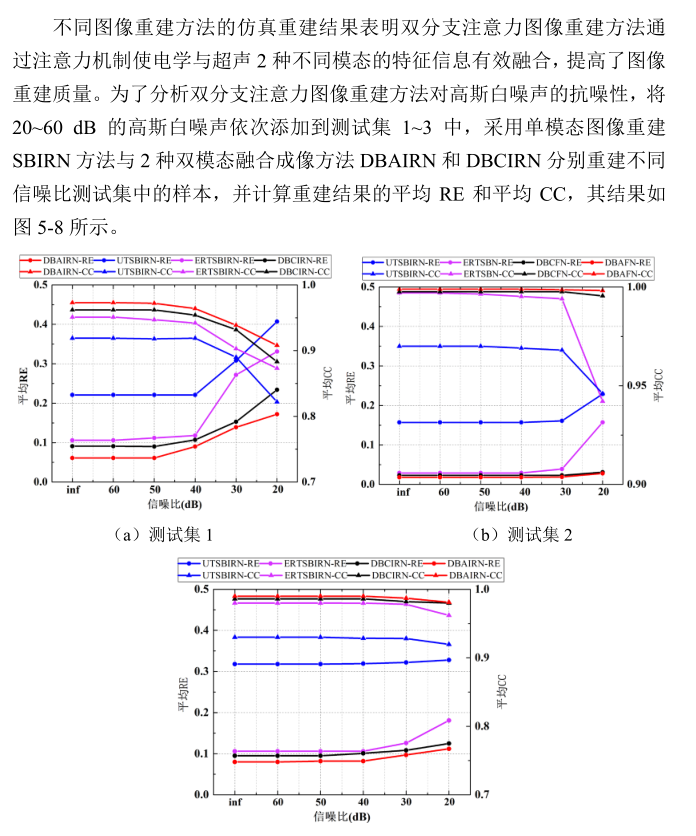 不同图像重建方法的仿真重建结果表明双分支注意力图像重建方法通
过注意力机制使电学与超声 2 种不同模态的特征信息有效融合，提高了图像
重建质量。为了分析双分支注意力图像重建方法对高斯白噪声的抗噪性，将
20~60 dB 的高斯白噪声依次添加到测试集 1~3 中，采用单模态图像重建
SBIRN 方法与 2 种双模态融合成像方法 DBAIRN 和 DBCIRN 分别重建不同
信噪比测试集中的样本，并计算重建结果的平均 RE 和平均 CC，其结果如
图 5-8 所示。
DBAIRN-RE UTSBIRN-RE ERTSBIRN-RE DBCIRN-RE
DBAIRN-CC UTSBIRN-CC ERTSBIRN-CC DBCIRN-CC
0.5
0.4
0.3
0.2
0.1
0.0
平均RE
1.0
0.9
0.8
0.7
平均CC
inf 60 50 40 30 20
信噪比(dB)
（a）测试集 1
UTSBIRN-RE ERTSBN-RE DBCFN-RE DBAFN-RE
UTSBIRN-CC ERTSBN-CC DBCFN-CC DBAFN-CC
0.5
0.4
0.3
0.2
0.1
0.0
平均RE
1.00
0.95
0.90
平均CC
inf 60 50 40 30 20
信噪比(dB)
（b）测试集 2
UTSBIRN-RE ERTSBIRN-RE DBCIRN-RE DBAIRN-RE
UTSBIRN-CC ERTSBIRN-CC DBCIRN-CC DBAIRN-CC
0.5
0.4
0.3
0.2
0.1
0.0
平均RE
1.0
0.9
0.8
0.7
平均CC
inf 60 50 40 30 20
信噪比(dB)